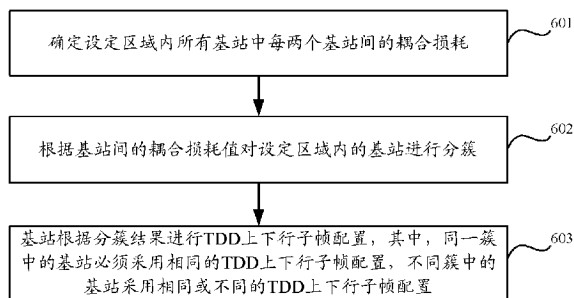 确定设定区域内所有基站中每两个基站间的耦合损耗
601
根据基站间的耦合损耗值对设定区域内的基站进行分簇
602
基站根据分簇结果进行TDD上下行子帧配置，其中，同一簇
中的基站必须采用相同的TDD上下行子帧配置，不同簇中的
基站采用相同或不同的TDD上下行子帧配置
603